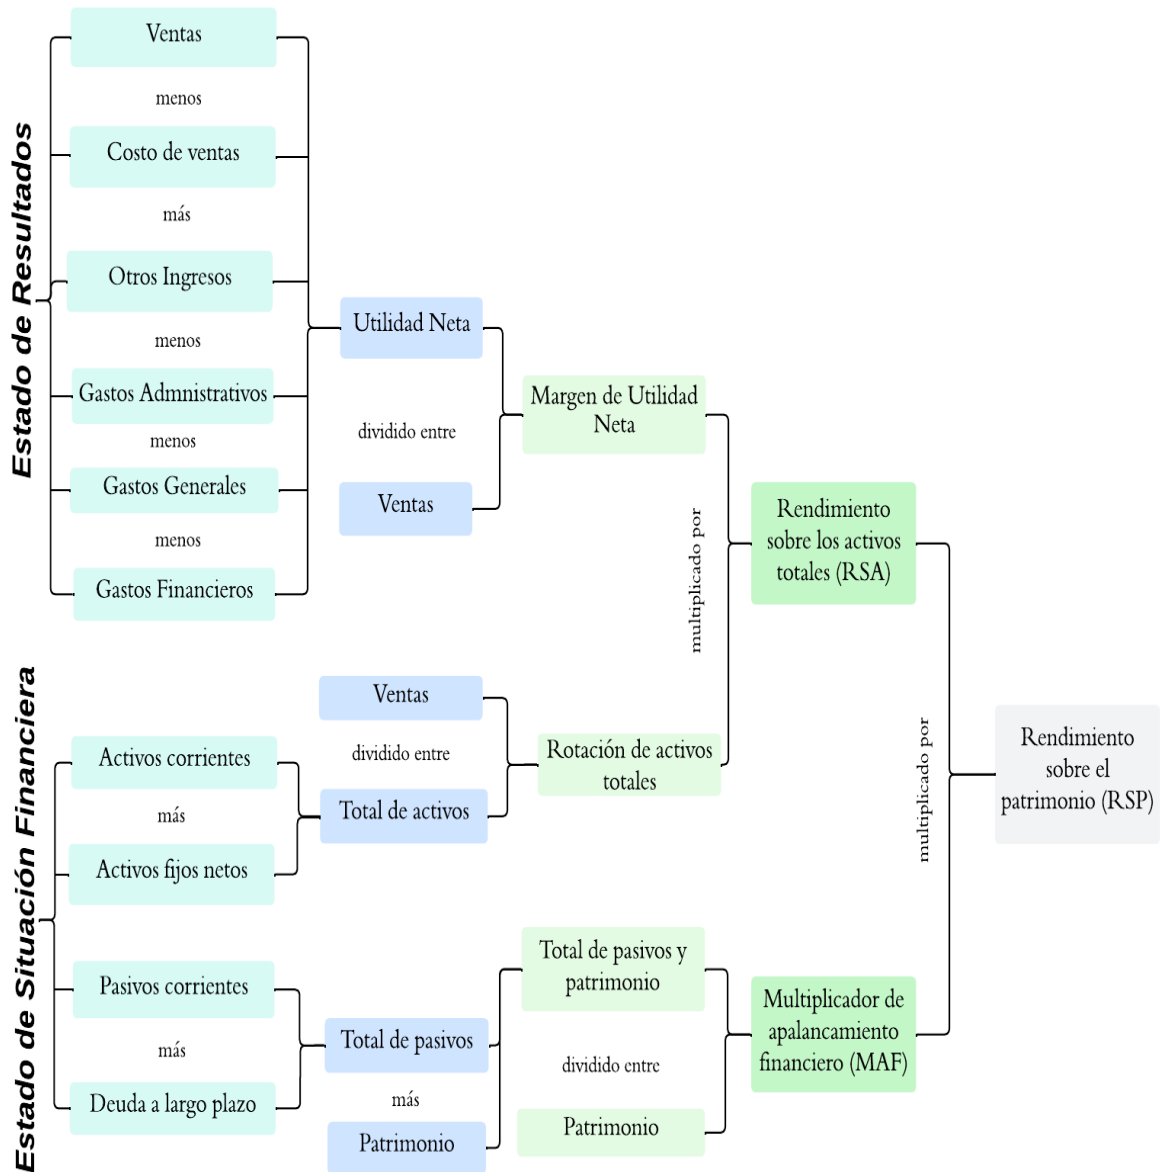 Estado de Resultados
Ventas
menos
Costo de ventas
más
Otros Ingresos
menos
Gastos Admnistrativos
menos
Gastos Generales
menos
Gastos Financieros
Utilidad Neta
dividido entre
Ventas
Margen de Utilidad
Neta
multiplicado por
Rendimiento
sobre los activos
totales (RSA)
Estado de Situación Financiera
Activos corrientes
más
Activos fijos netos
Ventas
dividido entre
Total de activos
Rotación de activos
totales
Pasivos corrientes
más
Deuda a largo plazo
Total de pasivos
más
Patrimonio
Total de pasivos y
patrimonio
dividido entre
Patrimonio
Multiplicador de
apalancamiento
financiero (MAF)
multiplicado por
Rendimiento
sobre el
patrimonio (RSP)